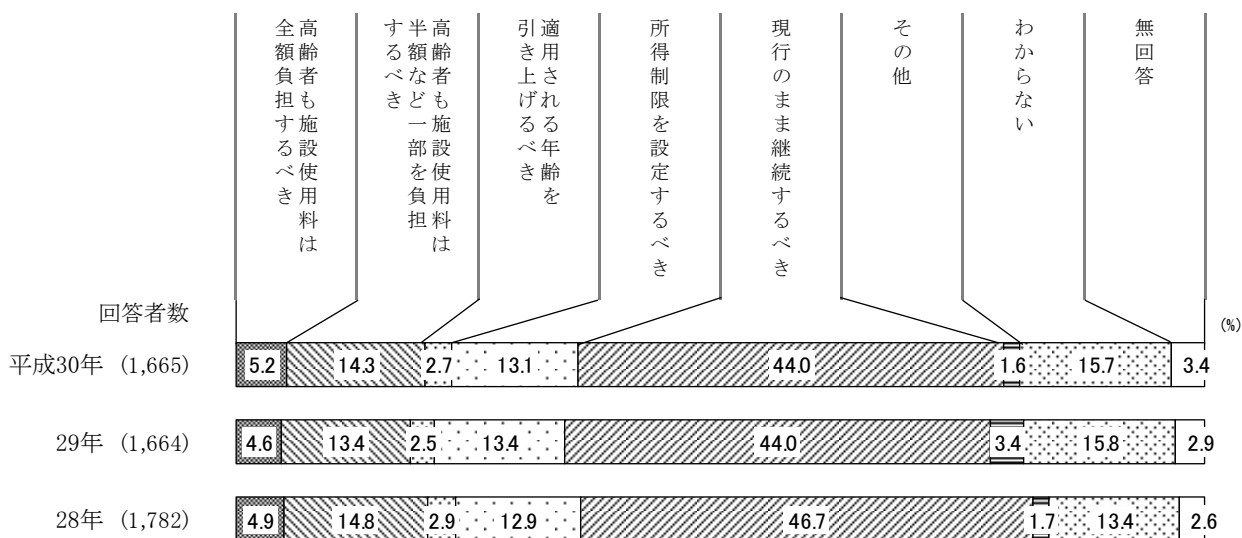 高齢者も施設使用料は
全額負担するべき
高齢者も施設使用料は
半額など一部を負担
するべき
適用される年齢を
引き上げるべき
所得制限を設定するべき
現行のまま継続するべき
その他
わからない
無回答
回答者数
(%)
平成30年 (1,665) 5.2 14.3 2.7 13.1 44.0 1.6 15.7 3.4
29年 (1,664) 4.6 13.4 2.5 13.4 44.0 3.4 15.8 2.9
28年 (1,782) 4.9 14.8 2.9 12.9 46.7 1.7 13.4 2.6